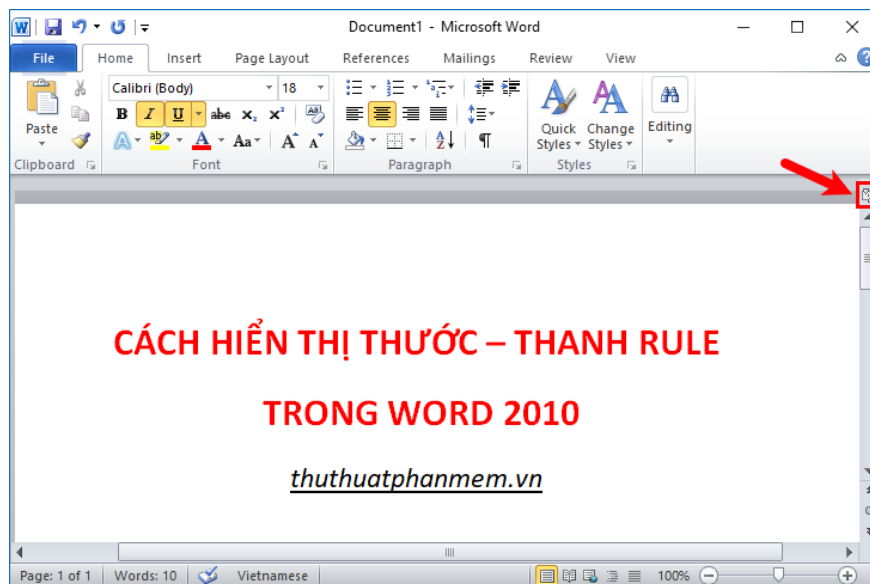 Document1 - Microsoft Word
File Home Insert Page Layout References Mailings Review View
Calibri (Body) 18
Paste
B I U abc x₂ x² Aa A A
Quick Styles Change Styles Editing
Clipboard Font Paragraph Styles
CÁCH HIỂN THỊ THƯỚC – THANH RULE
TRONG WORD 2010
thuthuatphanmem.vn
Page: 1 of 1 Words: 10 Vietnamese 100%